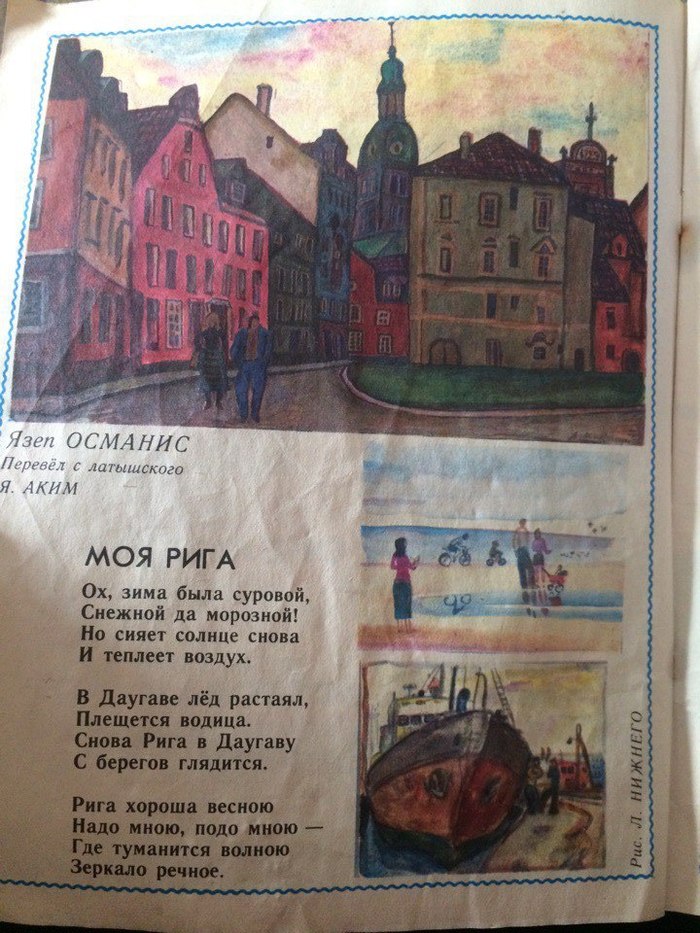 Язеп ОСМАНИС
Перевёл с латышского
Я. АКИМ
МОЯ РИГА
Ох, зима была суровой,
Снежной да морозной!
Но сияет солнце снова
И теплеет воздух.
В Даугаве лёд растаял,
Плещется водица.
Снова Рига в Даугаву
С берегов глядится.
Рига хороша весною
Надо мною, подо мною —
Где туманится волною
Зеркало речное.
Рис. Л. НИЖНЕГО